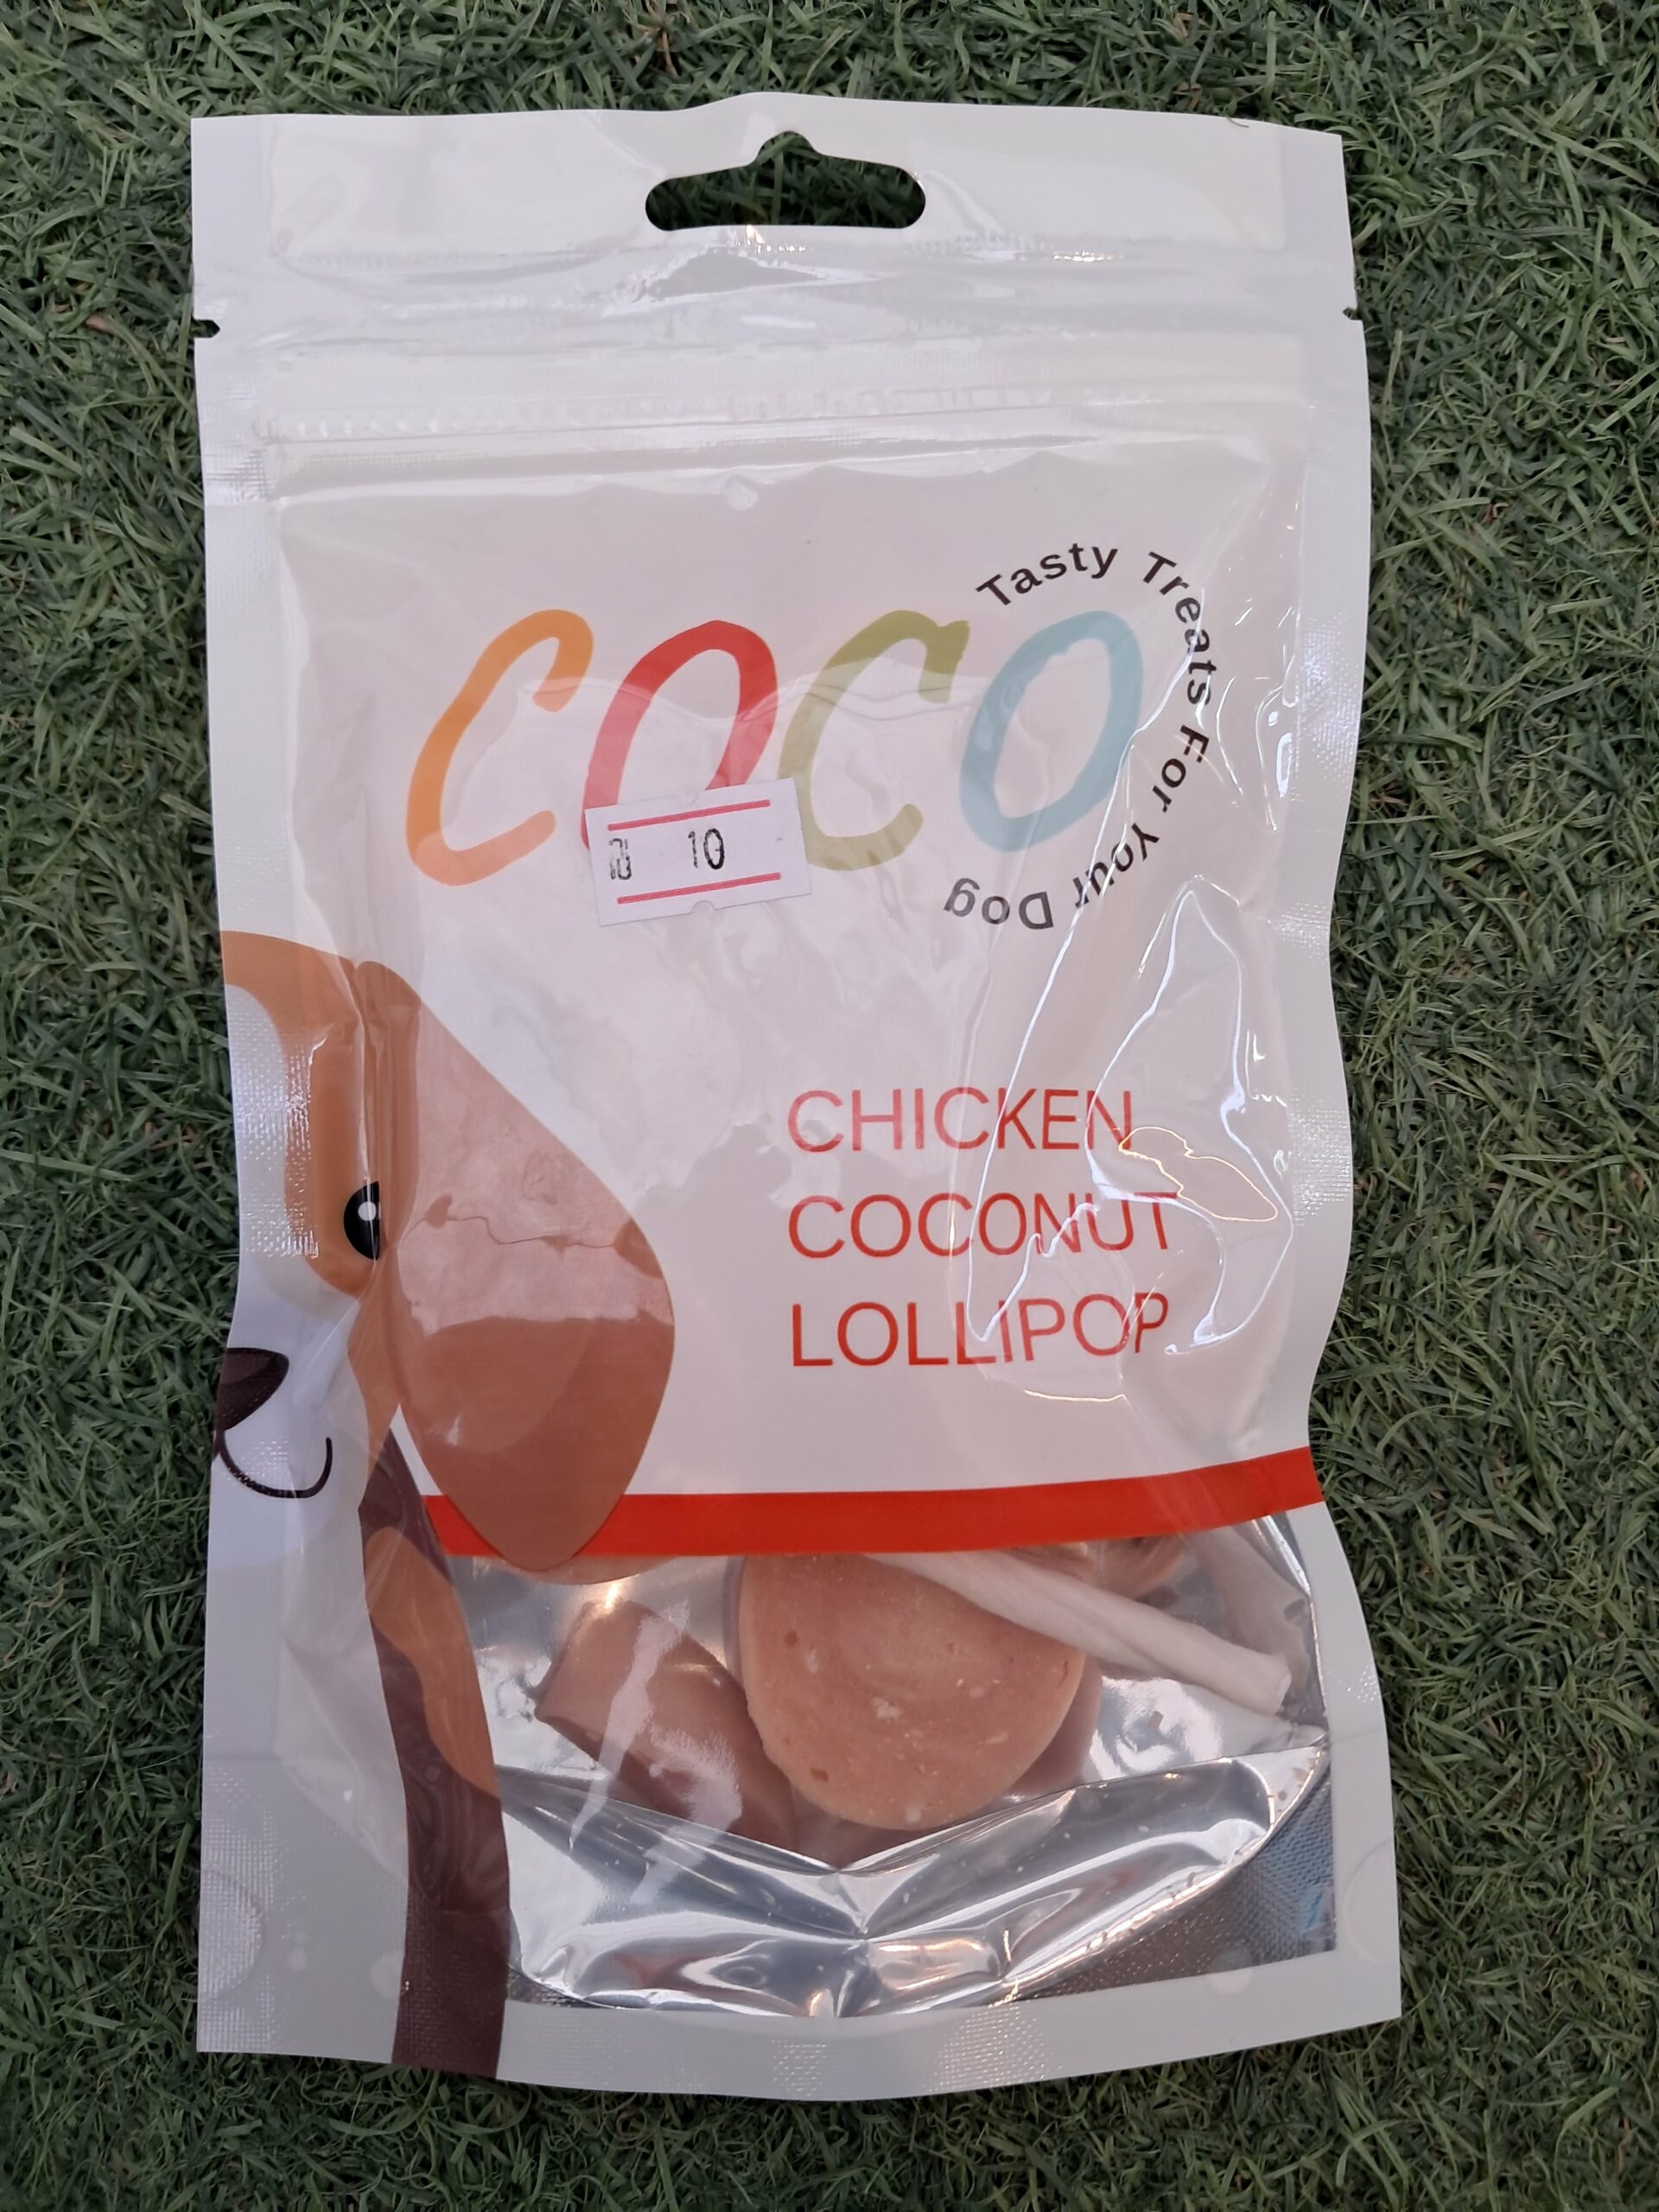 COCO
Tasty Treats For Your Dog
₪ 10
CHICKEN
COCONUT
LOLLIPOP